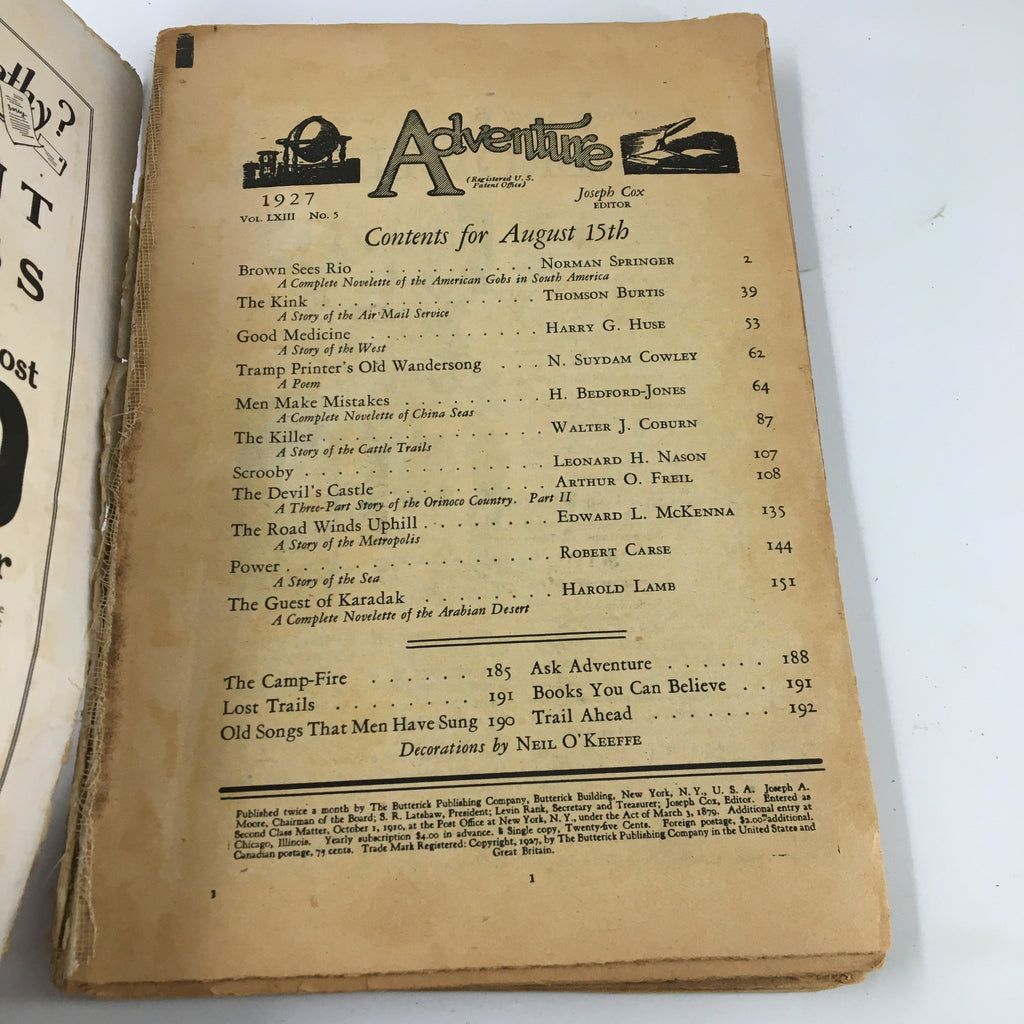 Adventure
(Registered U. S.
Patent Office)
1927
VOL. LXIII No. 5
Joseph Cox
EDITOR
Contents for August 15th
Brown Sees Rio . . . . . . . . . . . NORMAN SPRINGER 2
A Complete Novelette of the American Gobs in South America
The Kink . . . . . . . . . . . . . . THOMSON BURTIS 39
A Story of the Air Mail Service
Good Medicine . . . . . . . . . . . . HARRY G. HUSE 53
A Story of the West
Tramp Printer's Old Wandersong . . . N. SUYDAM COWLEY 62
A Poem
Men Make Mistakes . . . . . . . . . . H. BEDFORD-JONES 64
A Complete Novelette of China Seas
The Killer . . . . . . . . . . . . . . WALTER J. COBURN 87
A Story of the Cattle Trails
Scrooby . . . . . . . . . . . . . . . LEONARD H. NASON 107
The Devil's Castle . . . . . . . . . . ARTHUR O. FREIL 108
A Three-Part Story of the Orinoco Country. Part II
The Road Winds Uphill . . . . . . . . EDWARD L. MCKENNA 135
A Story of the Metropolis
Power . . . . . . . . . . . . . . . . ROBERT CARSE 144
A Story of the Sea
The Guest of Karadak . . . . . . . . HAROLD LAMB 151
A Complete Novelette of the Arabian Desert
The Camp-Fire . . . . . . 185 Ask Adventure . . . . . . 188
Lost Trails . . . . . . . . 191 Books You Can Believe . . 191
Old Songs That Men Have Sung 190 Trail Ahead . . . . . . . 192
Decorations by NEIL O'KEEFFE
Published twice a month by The Butterick Publishing Company, Butterick Building, New York, N. Y., U. S. A. Joseph A.
Moore, Chairman of the Board; S. R. Latshaw, President; Levin Rank, Secretary and Treasurer; Joseph Cox, Editor. Entered as
Second Class Matter, October 1, 1910, at the Post Office at New York, N. Y., under the Act of March 3, 1879. Additional entry at
Chicago, Illinois. Yearly subscription $4.00 in advance. Single copy, Twenty-five Cents. Foreign postage, $2.00 additional.
Canadian postage, 75 cents. Trade Mark Registered: Copyright, 1927, by The Butterick Publishing Company in the United States and
Great Britain.
1
1